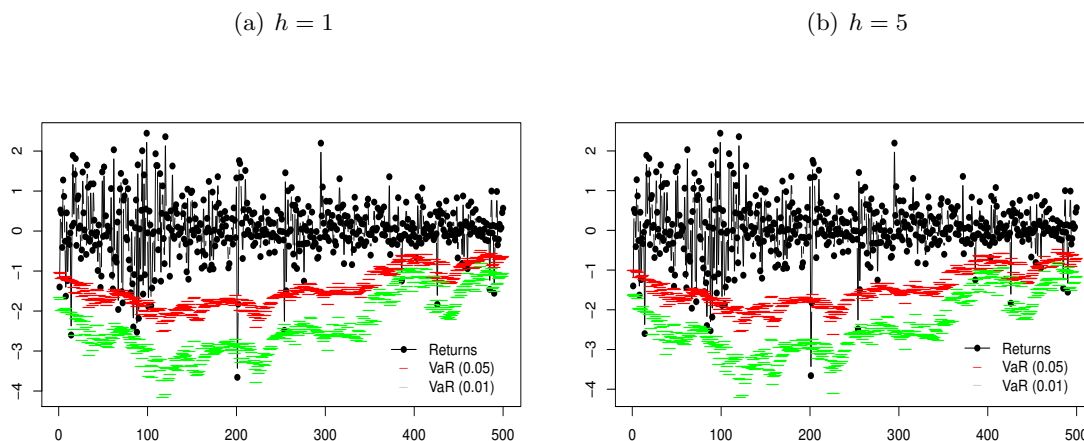 (a) h = 1
(b) h = 5
2
1
0
-1
-2
-3
-4
Returns
VaR (0.05)
VaR (0.01)
0 100 200 300 400 500
2
1
0
-1
-2
-3
-4
Returns
VaR (0.05)
VaR (0.01)
0 100 200 300 400 500